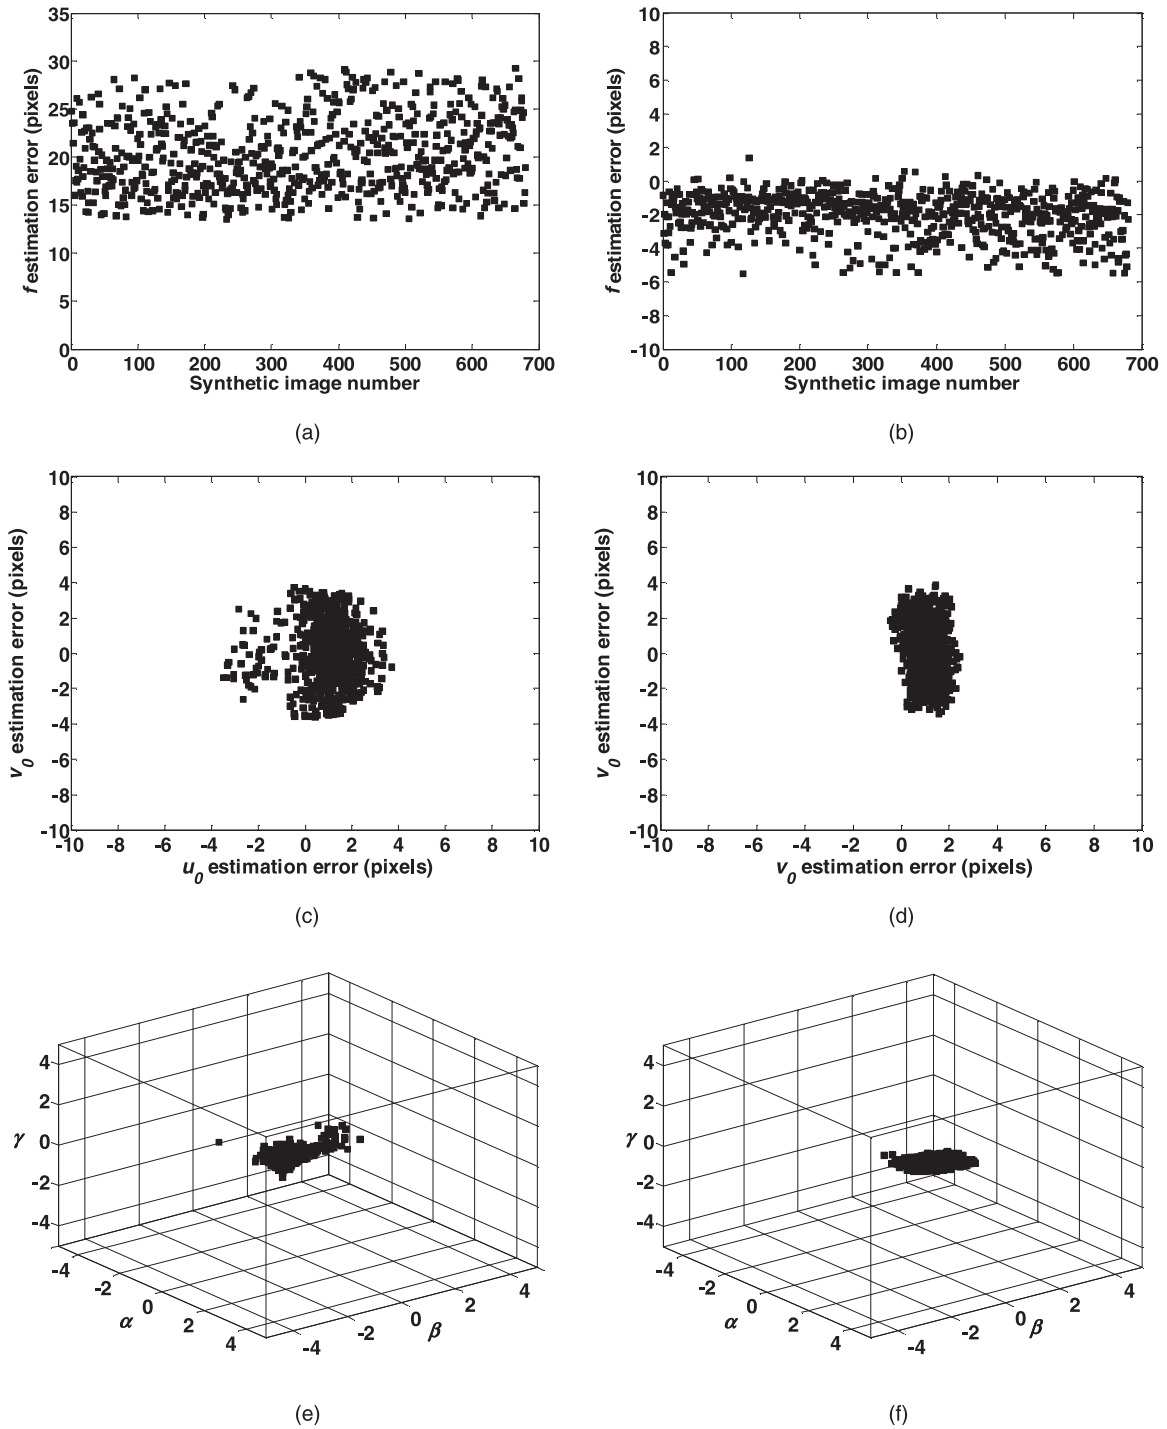 35
30
25
20
15
10
5
0
f estimation error (pixels)
0 100 200 300 400 500 600 700
Synthetic image number
(a)
10
8
6
4
2
0
-2
-4
-6
-8
-10
f estimation error (pixels)
0 100 200 300 400 500 600 700
Synthetic image number
(b)
10
8
6
4
2
0
-2
-4
-6
-8
-10
v0 estimation error (pixels)
-10 -8 -6 -4 -2 0 2 4 6 8 10
u0 estimation error (pixels)
(c)
10
8
6
4
2
0
-2
-4
-6
-8
-10
v0 estimation error (pixels)
-10 -8 -6 -4 -2 0 2 4 6 8 10
v0 estimation error (pixels)
(d)
4
2
γ 0
-2
-4
-4 -2 0 2 4
α
-4 -2 0 2 4
β
(e)
4
2
γ 0
-2
-4
-4 -2 0 2 4
α
-4 -2 0 2 4
β
(f)